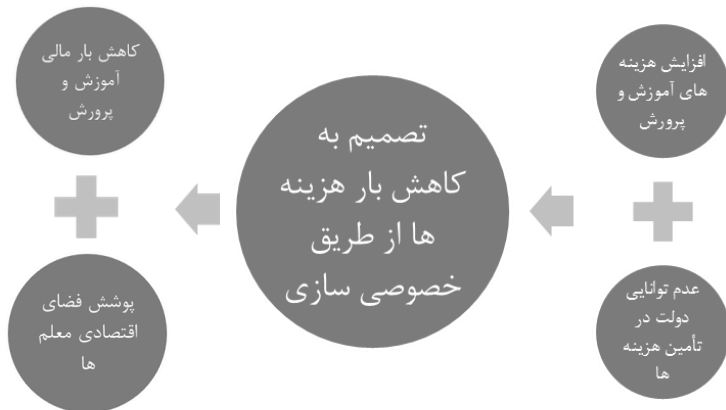 افزایش هزینه
های آموزش و
پرورش
عدم توانایی
دولت در
تأمین هزینه
ها
تصمیم به
کاهش بار هزینه
ها از طریق
خصوصی سازی
کاهش بار مالی
آموزش و
پرورش
پوشش فضای
اقتصادی معلم
ها